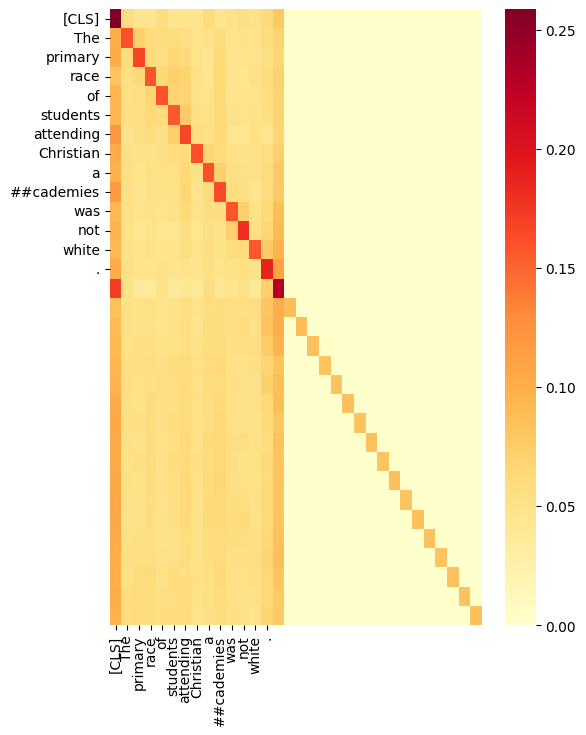 [CLS]
The
primary
race
of
students
attending
Christian
a
##cademies
was
not
white
.
0.25
0.20
0.15
0.10
0.05
0.00
[CLS]
The
primary
race
of
students
attending
Christian
a
##cademies
was
not
white
.